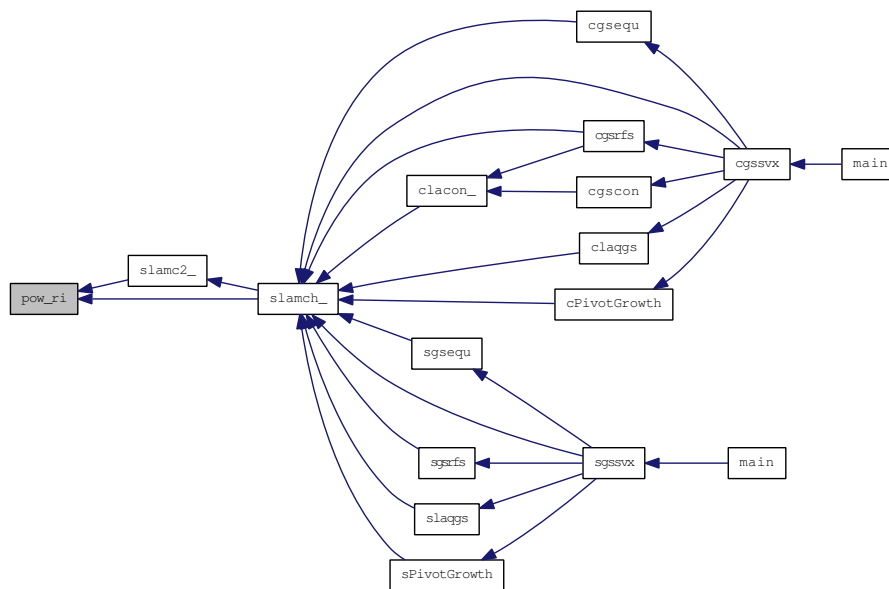 cgsequ
cgsrfs
cgssvx
main
clacon_
cgscon
claqgs
slamc2_
pow_ri
slamch_
cPivotGrowth
sgsequ
sgsrfs
sgssvx
main
slaqgs
sPivotGrowth